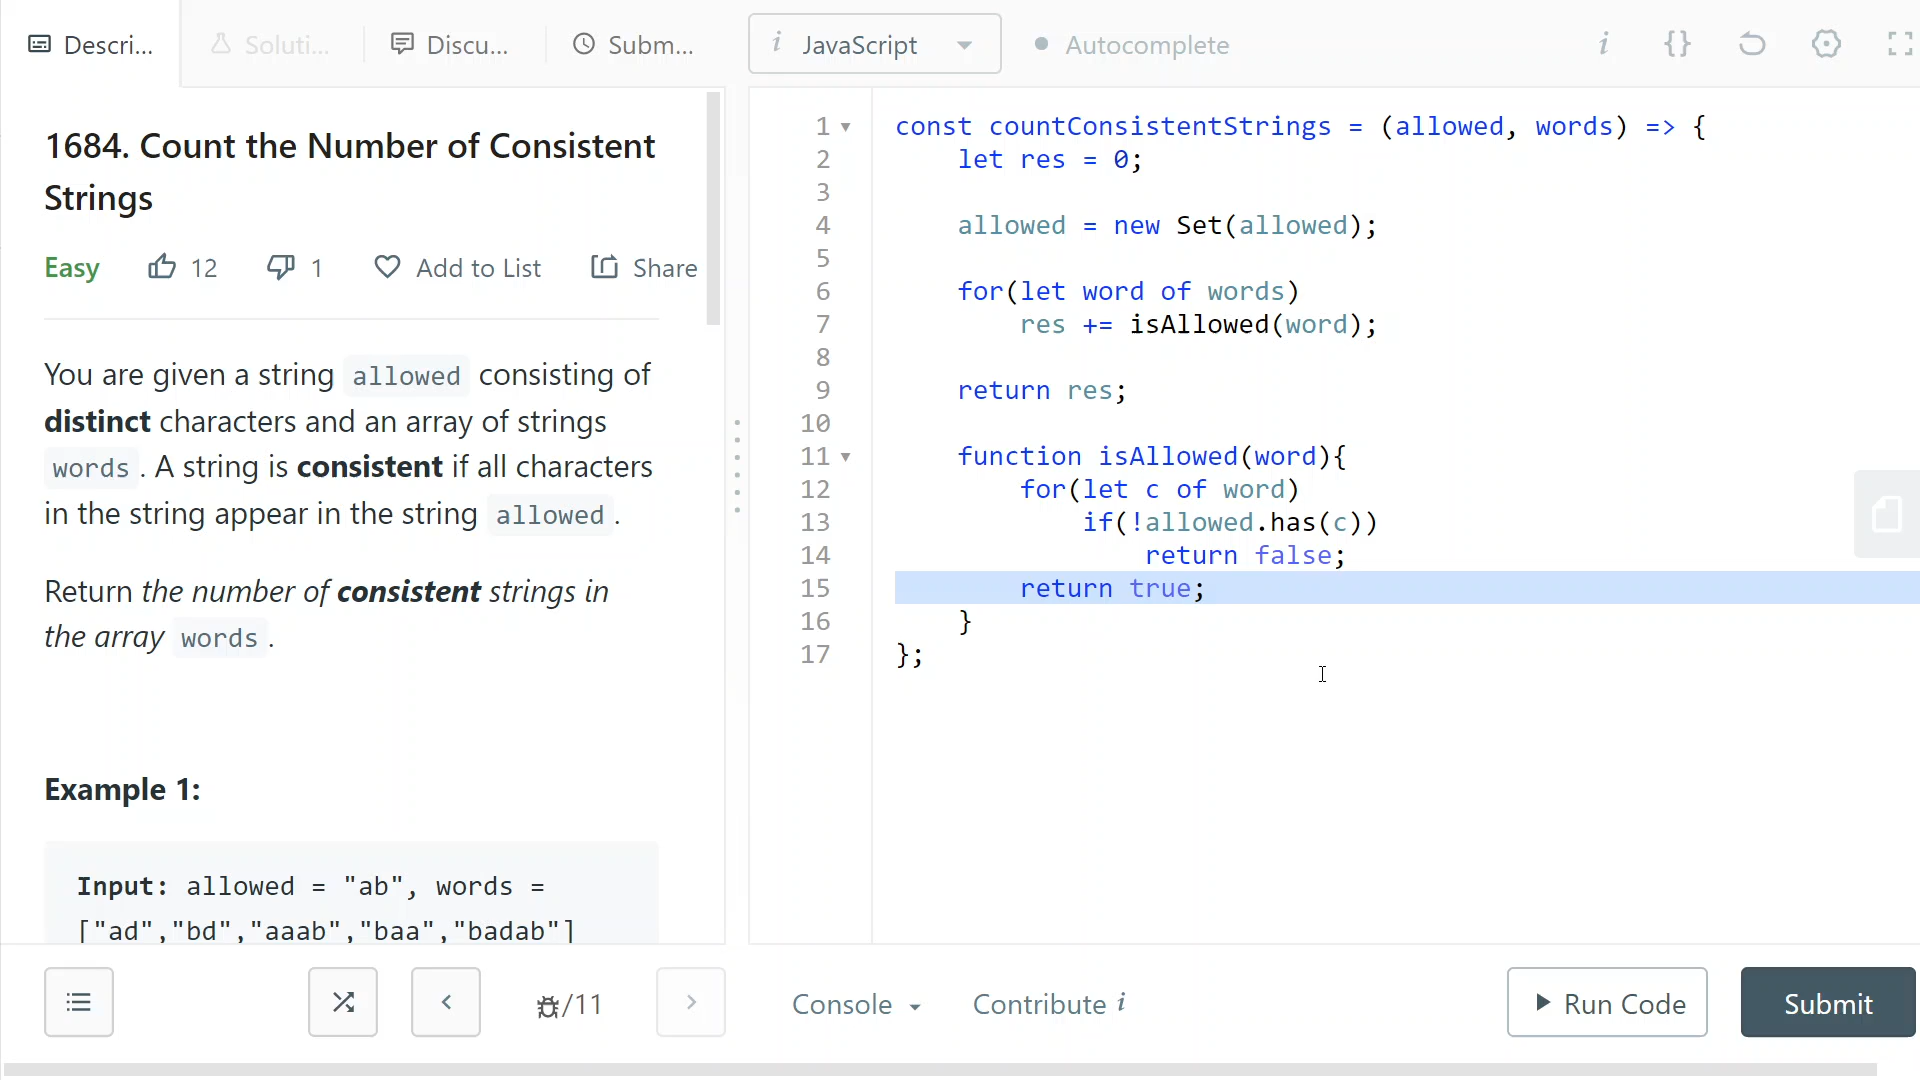 Descri...
Soluti...
Discu...
Subm...
i JavaScript
Autocomplete
i {}
1684. Count the Number of Consistent
Strings
Easy 12 1 Add to List Share
You are given a string allowed consisting of
distinct characters and an array of strings
words . A string is consistent if all characters
in the string appear in the string allowed .
Return the number of consistent strings in
the array words .
Example 1:
Input: allowed = "ab", words =
["ad","bd","aaab","baa","badab"]
1 const countConsistentStrings = (allowed, words) => {
2 let res = 0;
3
4 allowed = new Set(allowed);
5
6 for(let word of words)
7 res += isAllowed(word);
8
9 return res;
10
11 function isAllowed(word){
12 for(let c of word)
13 if(!allowed.has(c))
14 return false;
15 return true;
16 }
17 };
/11
Console
Contribute i
Run Code
Submit